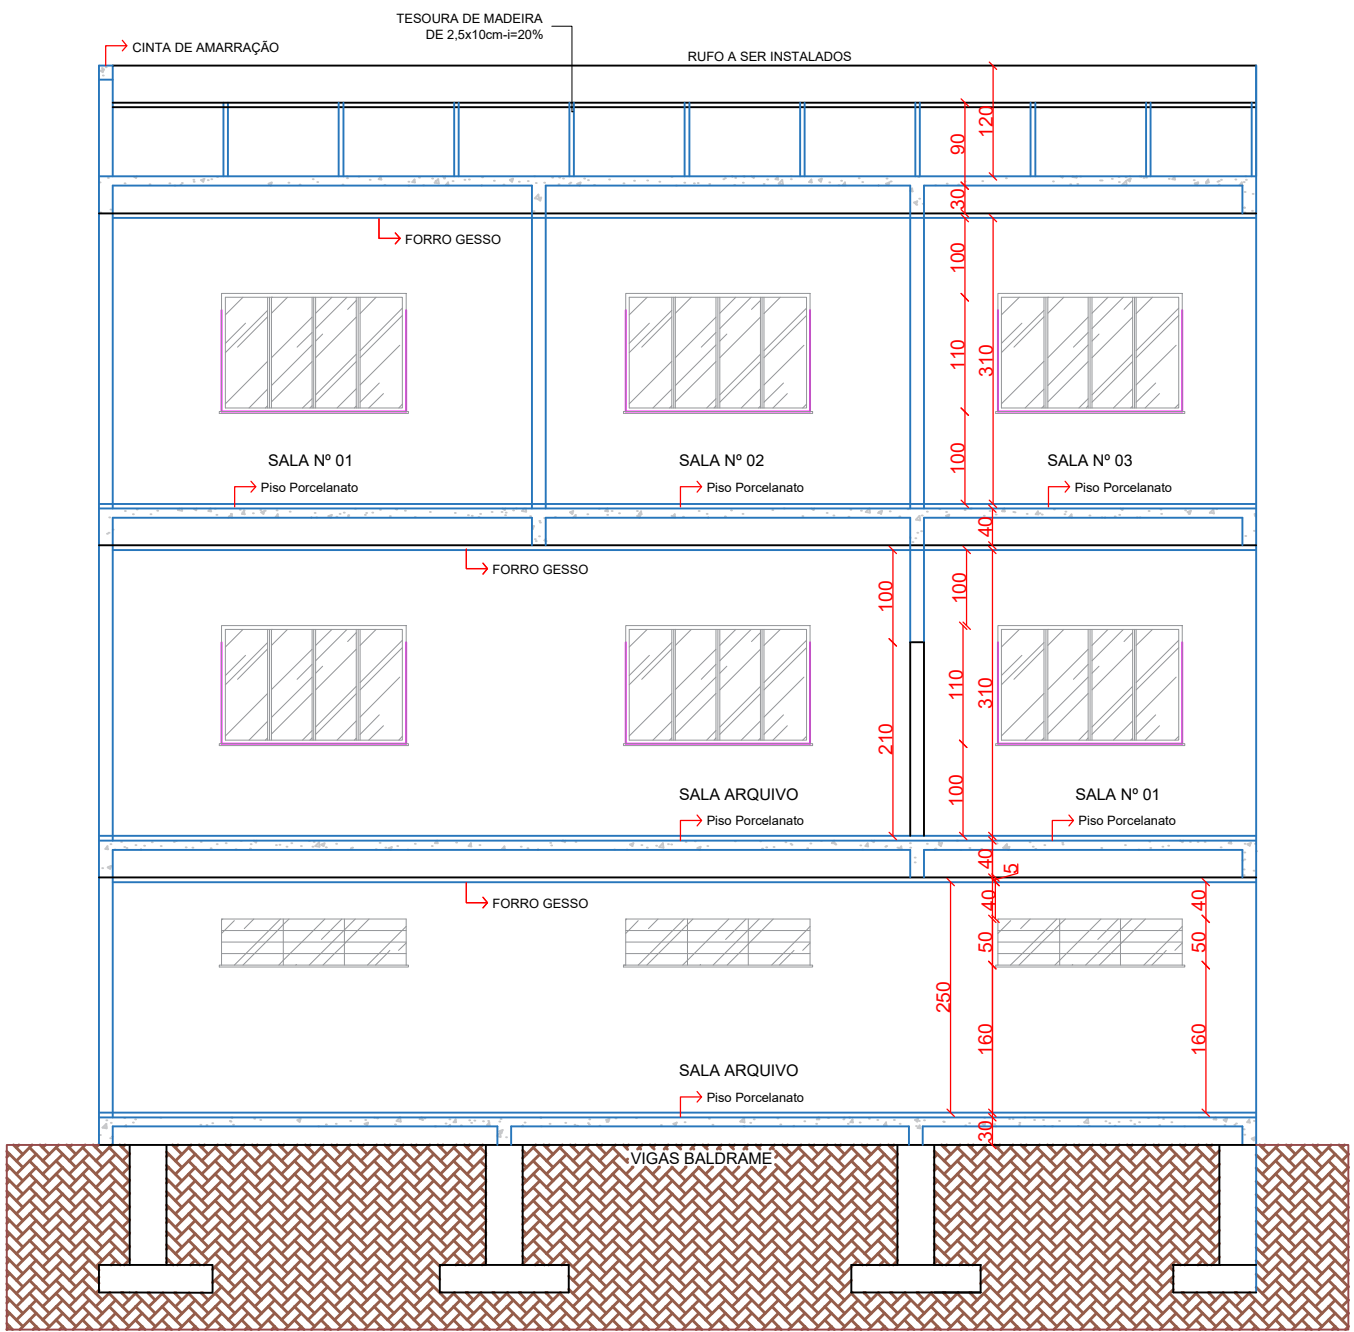 TESOURA DE MADEIRA
DE 2,5x10cm-i=20%
CINTA DE AMARRAÇÃO
RUFO A SER INSTALADOS
120
90
30
FORRO GESSO
100
110
310
100
SALA Nº 01
SALA Nº 02
SALA Nº 03
Piso Porcelanato
Piso Porcelanato
Piso Porcelanato
40
FORRO GESSO
100
100
110
310
210
100
SALA ARQUIVO
SALA Nº 01
Piso Porcelanato
Piso Porcelanato
40
5
FORRO GESSO
40
40
50
50
250
160
160
SALA ARQUIVO
Piso Porcelanato
30
VIGAS BALDRAME